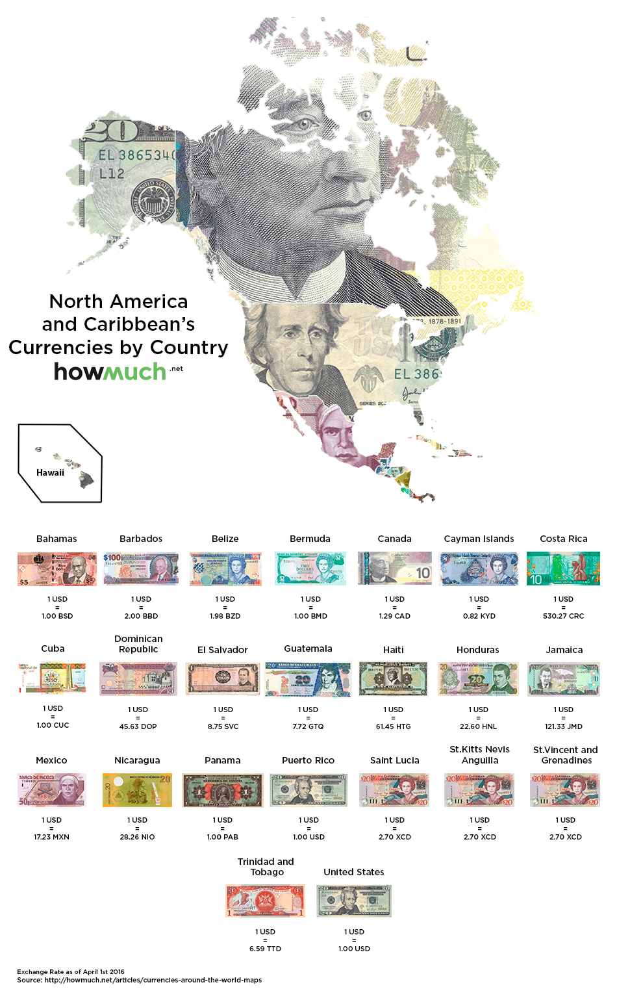 20
EL 3865340
L12
North America
and Caribbean's
Currencies by Country
howmuch.net
1878-1891
TW
USA
EL 386
SERIES 20
Hawaii
Bahamas
Barbados
Belize
Bermuda
Canada
Cayman Islands
Costa Rica
1 USD
=
1.00 BSD
1 USD
=
2.00 BBD
1 USD
=
1.98 BZD
1 USD
=
1.00 BMD
1 USD
=
1.29 CAD
1 USD
=
0.82 KYD
1 USD
=
530.27 CRC
Cuba
Dominican
Republic
El Salvador
Guatemala
Haiti
Honduras
Jamaica
1 USD
=
1.00 CUC
1 USD
=
45.63 DOP
1 USD
=
8.75 SVC
1 USD
=
7.72 GTQ
1 USD
=
61.45 HTG
1 USD
=
22.60 HNL
1 USD
=
121.33 JMD
Mexico
Nicaragua
Panama
Puerto Rico
Saint Lucia
St.Kitts Nevis
Anguilla
St.Vincent and
Grenadines
1 USD
=
17.23 MXN
1 USD
=
28.26 NIO
1 USD
=
1.00 PAB
1 USD
=
1.00 USD
1 USD
=
2.70 XCD
1 USD
=
2.70 XCD
1 USD
=
2.70 XCD
Trinidad and
Tobago
United States
1 USD
=
6.59 TTD
1 USD
=
1.00 USD
Exchange Rate as of April 1st 2016
Source: http://howmuch.net/articles/currencies-around-the-world-maps